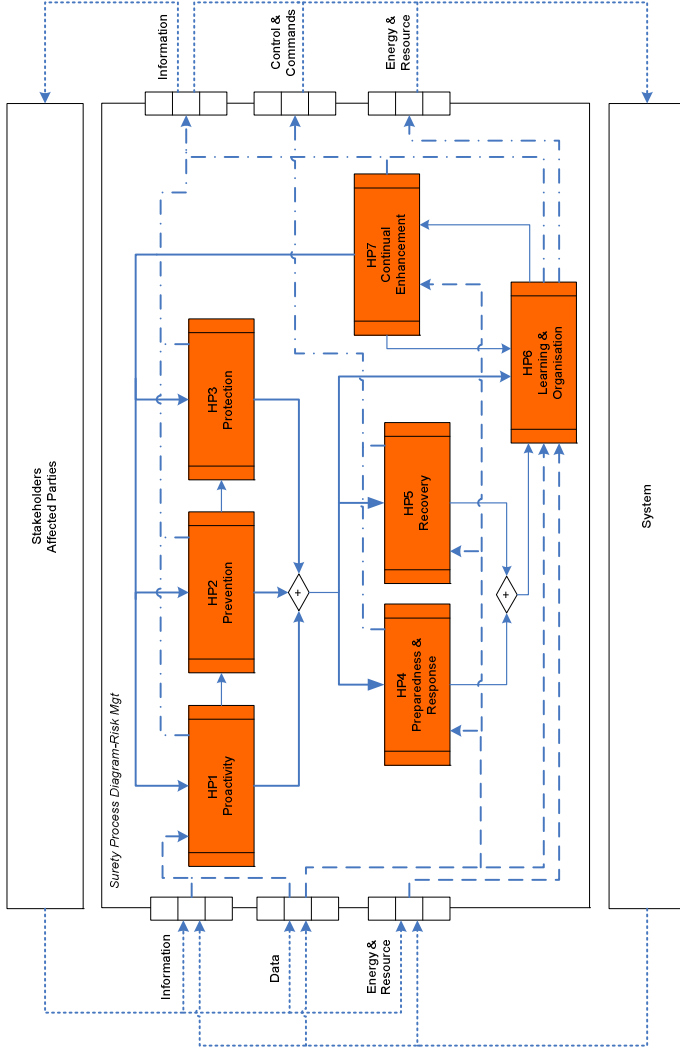 Stakeholders
Affected Parties
Surety Process Diagram-Risk Mgt
Information
Data
Energy &
Resource
HP1
Proactivity
HP2
Prevention
HP3
Protection
+
HP4
Preparedness &
Response
HP5
Recovery
+
HP7
Continual
Enhancement
HP6
Learning &
Organisation
Information
Control &
Commands
Energy &
Resource
System